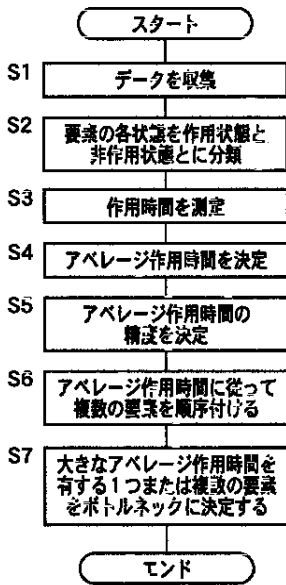 スタート
S1
データを収集
S2
要素の各状態を作用状態と
非作用状態とに分類
S3
作用時間を測定
S4
アベレージ作用時間を決定
S5
アベレージ作用時間の
精度を決定
S6
アベレージ作用時間に従って
複数の要素を順序付ける
S7
大きなアベレージ作用時間を
有する1つまたは複数の要素
をボトルネックに決定する
エンド